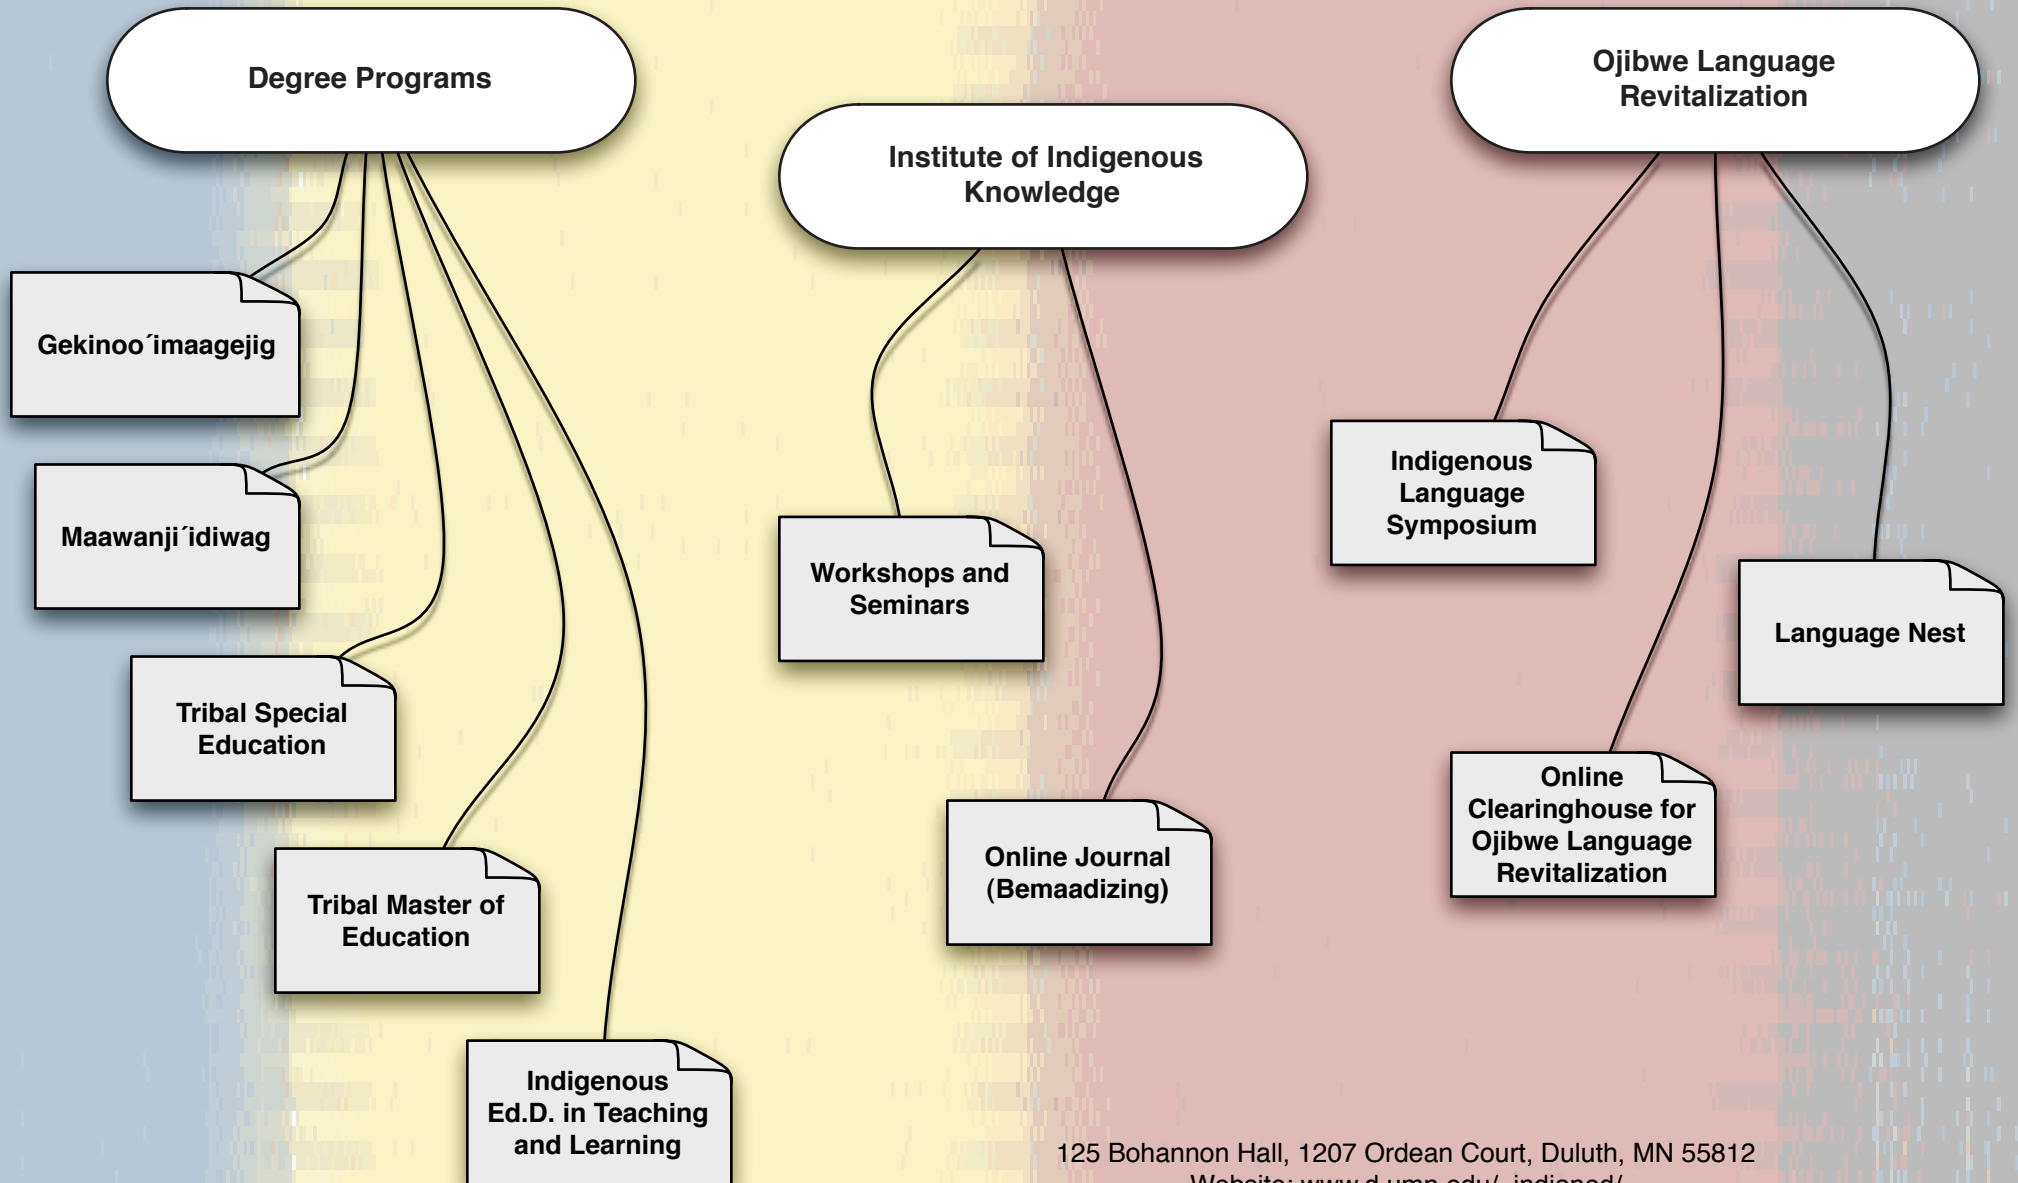 Degree Programs
Gekinoo´imaagejig
Maawanji´idiwag
Tribal Special
Education
Tribal Master of
Education
Indigenous
Ed.D. in Teaching
and Learning
Institute of Indigenous
Knowledge
Workshops and
Seminars
Online Journal
(Bemaadizing)
Ojibwe Language
Revitalization
Indigenous
Language
Symposium
Online
Clearinghouse for
Ojibwe Language
Revitalization
Language Nest
125 Bohannon Hall, 1207 Ordean Court, Duluth, MN 55812
Website: